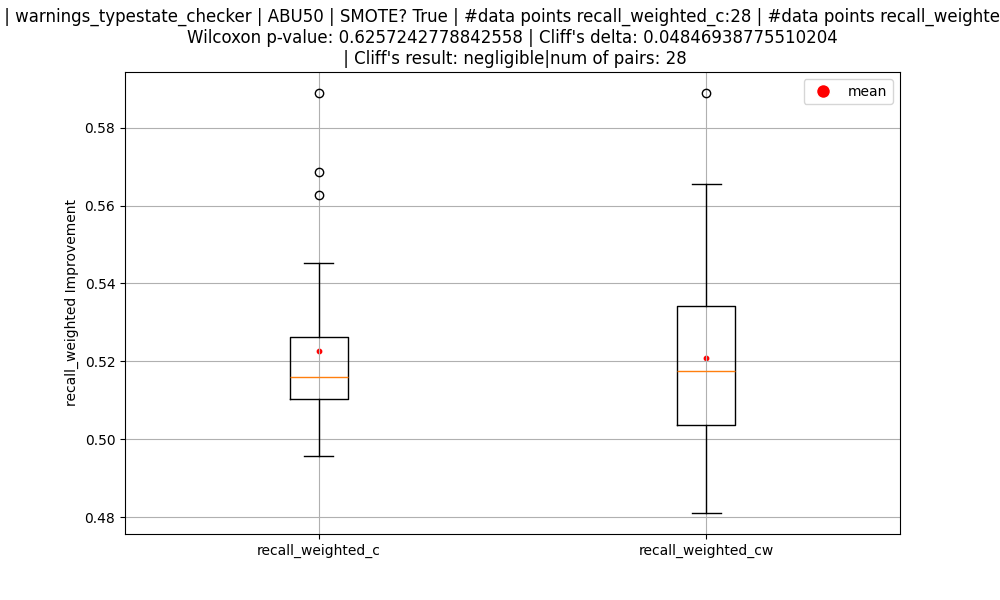 | warnings_typestate_checker | ABU50 | SMOTE? True | #data points recall_weighted_c:28 | #data points recall_weighte
Wilcoxon p-value: 0.6257242778842558 | Cliff's delta: 0.04846938775510204
| Cliff's result: negligible|num of pairs: 28
mean
0.58
0.56
0.54
0.52
0.50
0.48
recall_weighted Improvement
recall_weighted_c
recall_weighted_cw